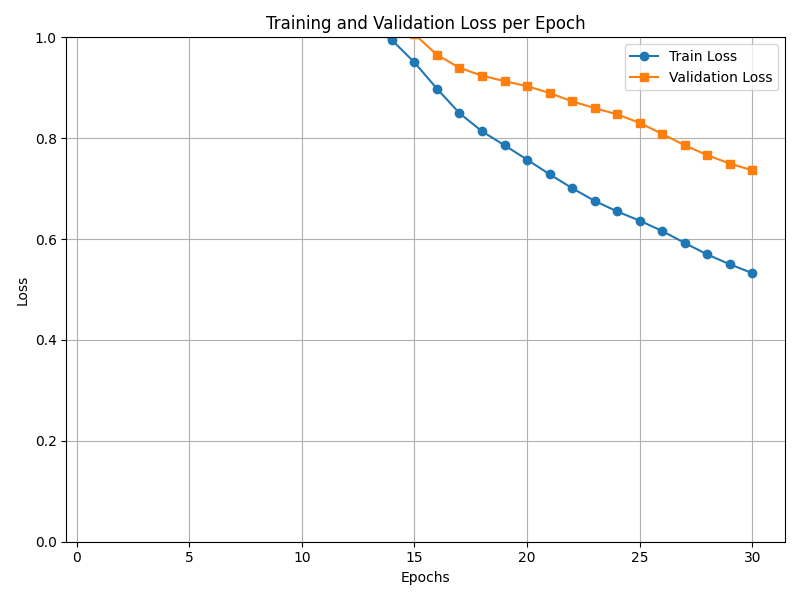 Training and Validation Loss per Epoch
Train Loss
Validation Loss
Loss
1.0
0.8
0.6
0.4
0.2
0.0
0 5 10 15 20 25 30
Epochs